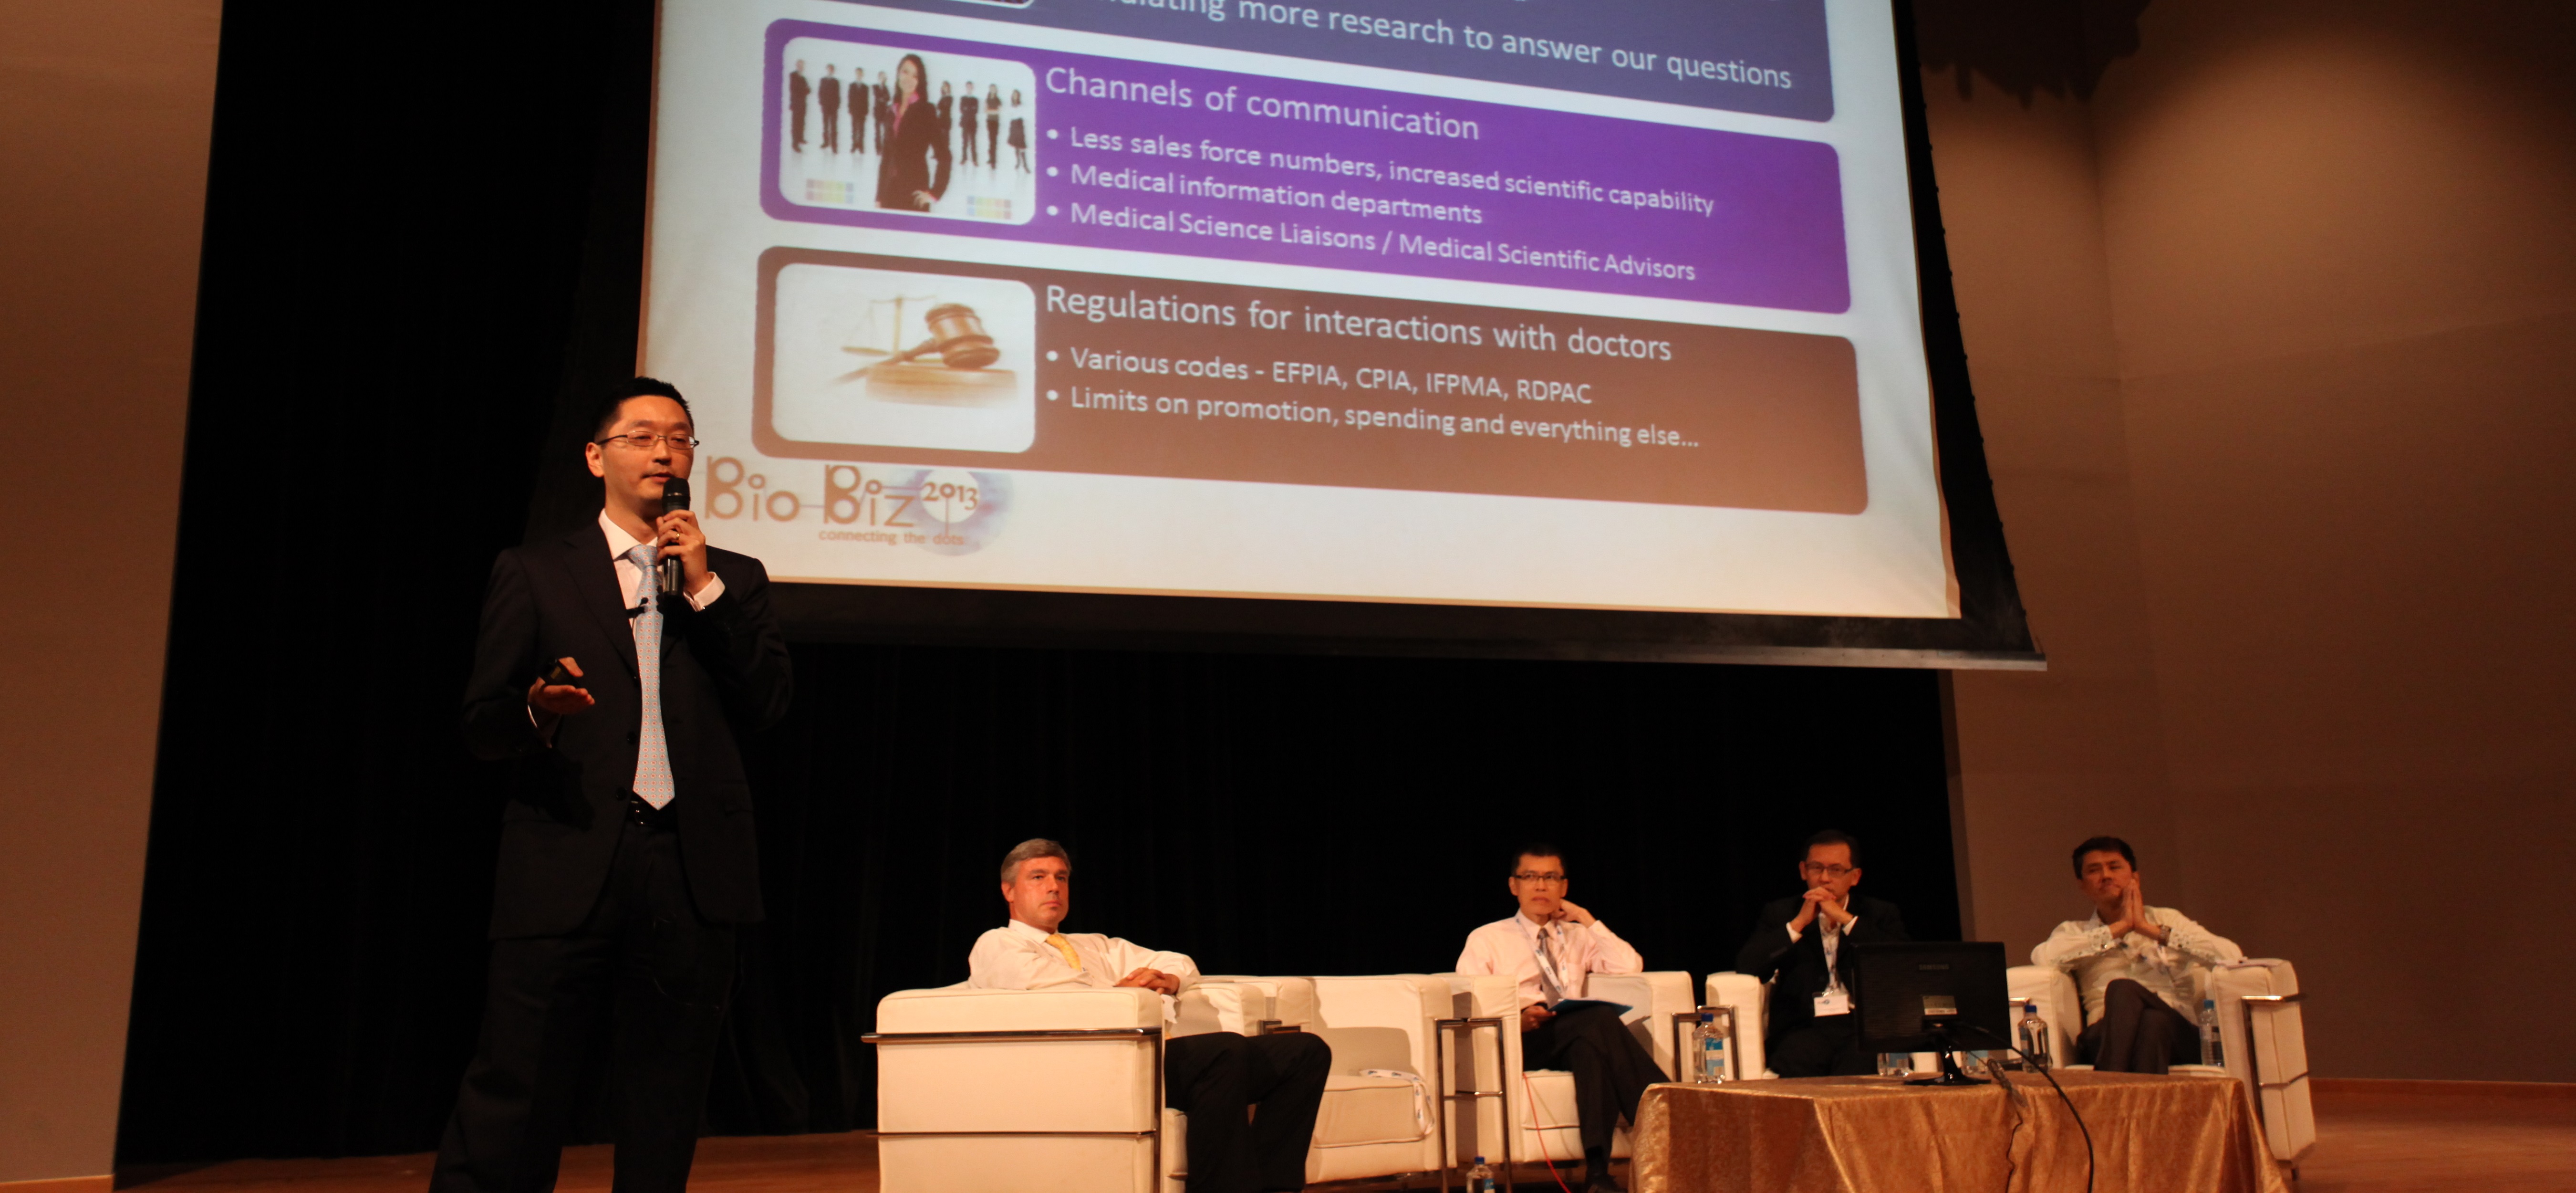 more research to answer our questions
Channels of communication
• Less sales force numbers, increased scientific capability
• Medical information departments
• Medical Science Liaisons / Medical Scientific Advisors
Regulations for interactions with doctors
• Various codes - EFPIA, CPIA, IFPMA, RDPAC
• Limits on promotion, spending and everything else...
Bio-Biz 2013
connecting the dots
SAMSUNG